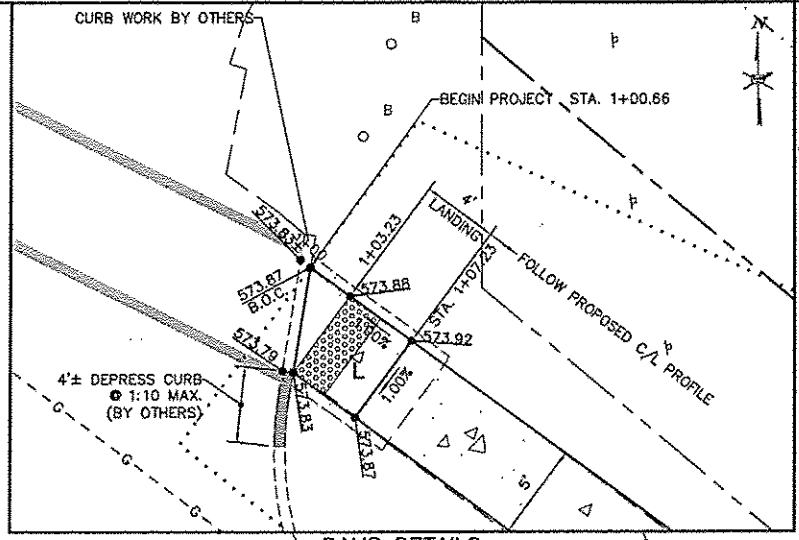 CURB WORK BY OTHERS
B
N
BEGIN PROJECT STA. 1+00.66
B
4'
LANDING
573.83±
1+03.23
STA. 1+07.23
FOLLOW PROPOSED C/L PROFILE
573.87
B.O.C.
573.88
1.00%
573.92
573.79
L
1.00%
4'± DEPRESS CURB
@ 1:10 MAX.
(BY OTHERS)
573.83
573.87
5'
G
G
G